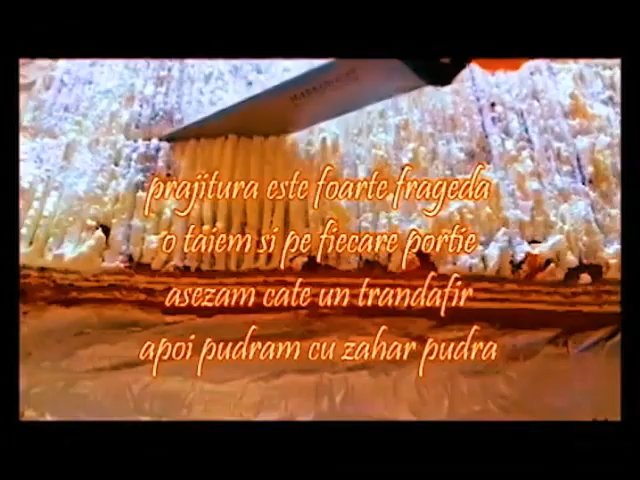 prajitura este foarte frageda
o taiem si pe fiecare portie
asezam cate un trandafir
apoi pudram cu zahar pudra